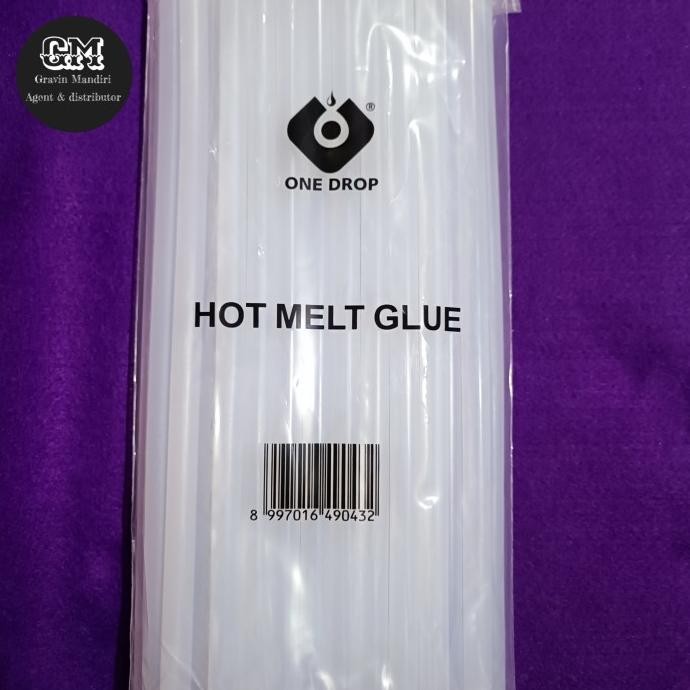 GM
Gravin Mandiri
Agent & distributor
®
ONE DROP
HOT MELT GLUE
8 997016 490432